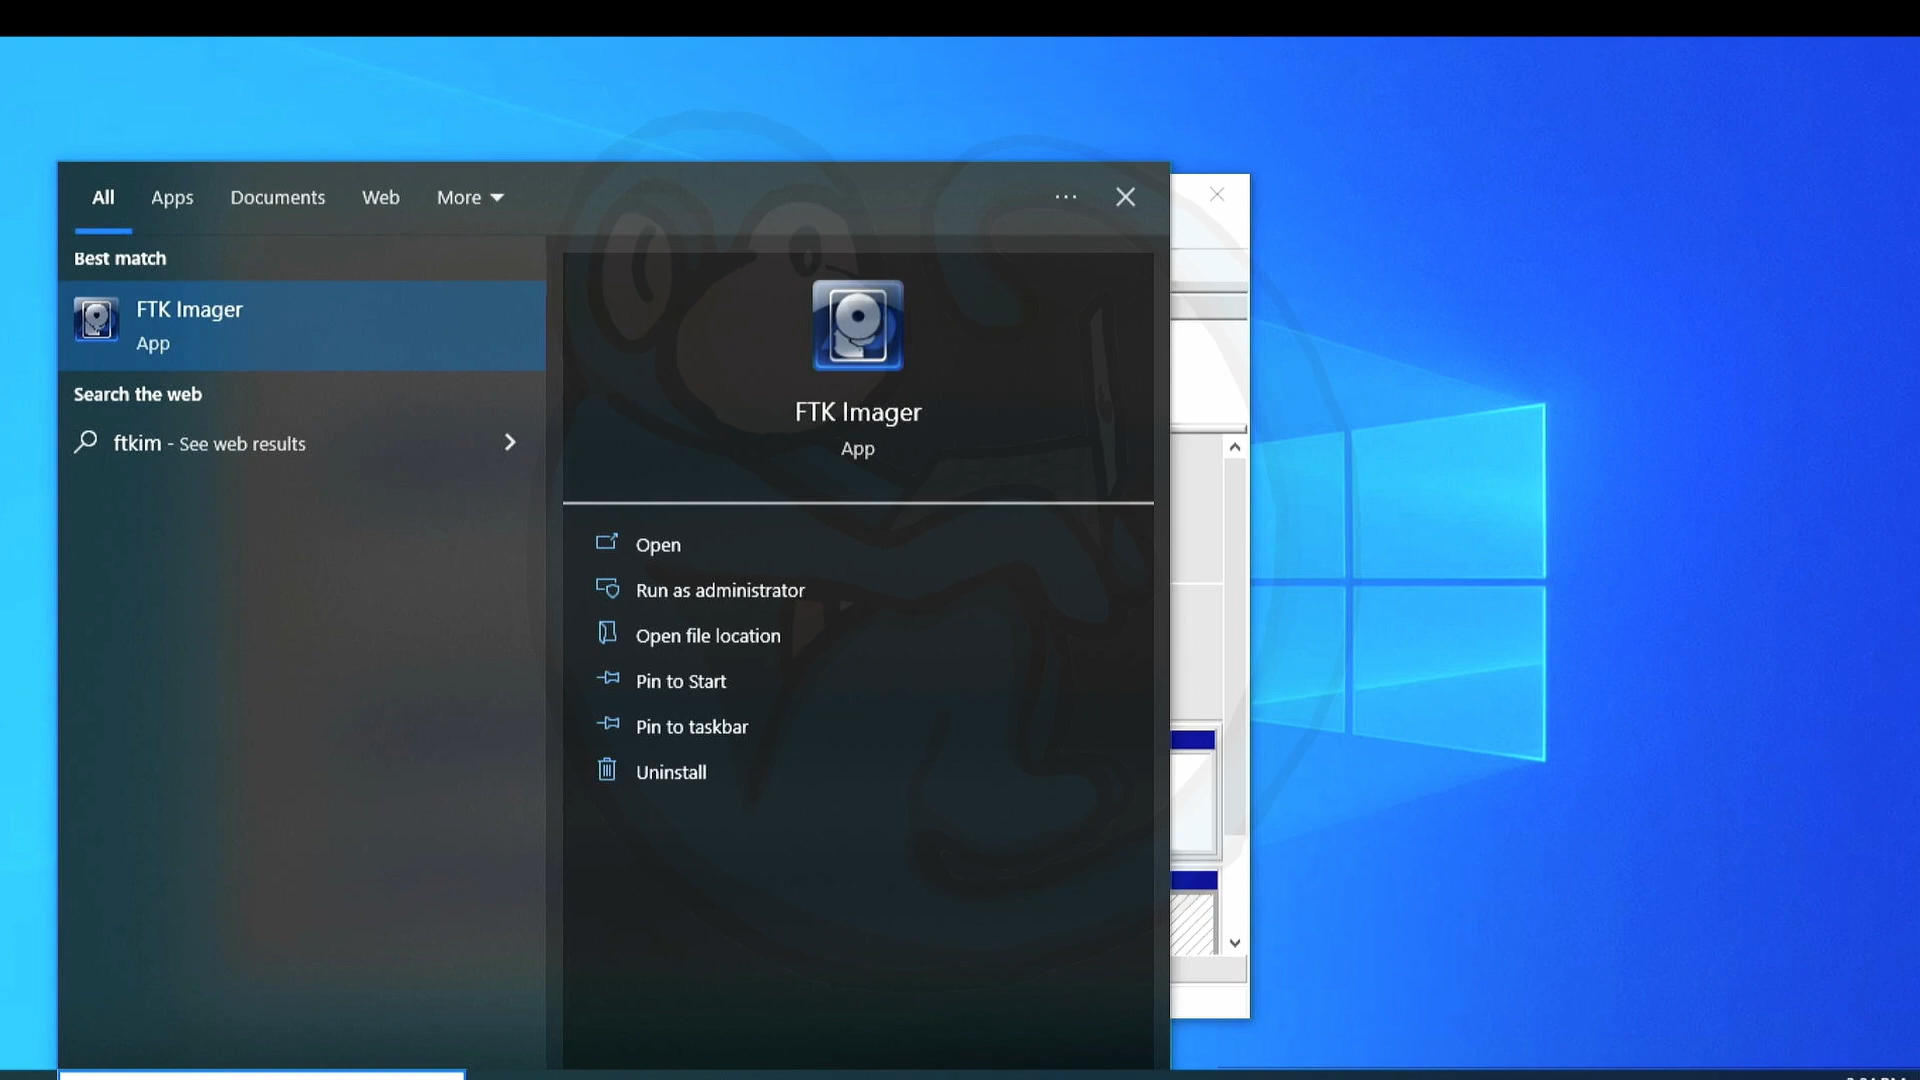 All Apps Documents Web More
Best match
FTK Imager
App
Search the web
ftkim - See web results
FTK Imager
App
Open
Run as administrator
Open file location
Pin to Start
Pin to taskbar
Uninstall